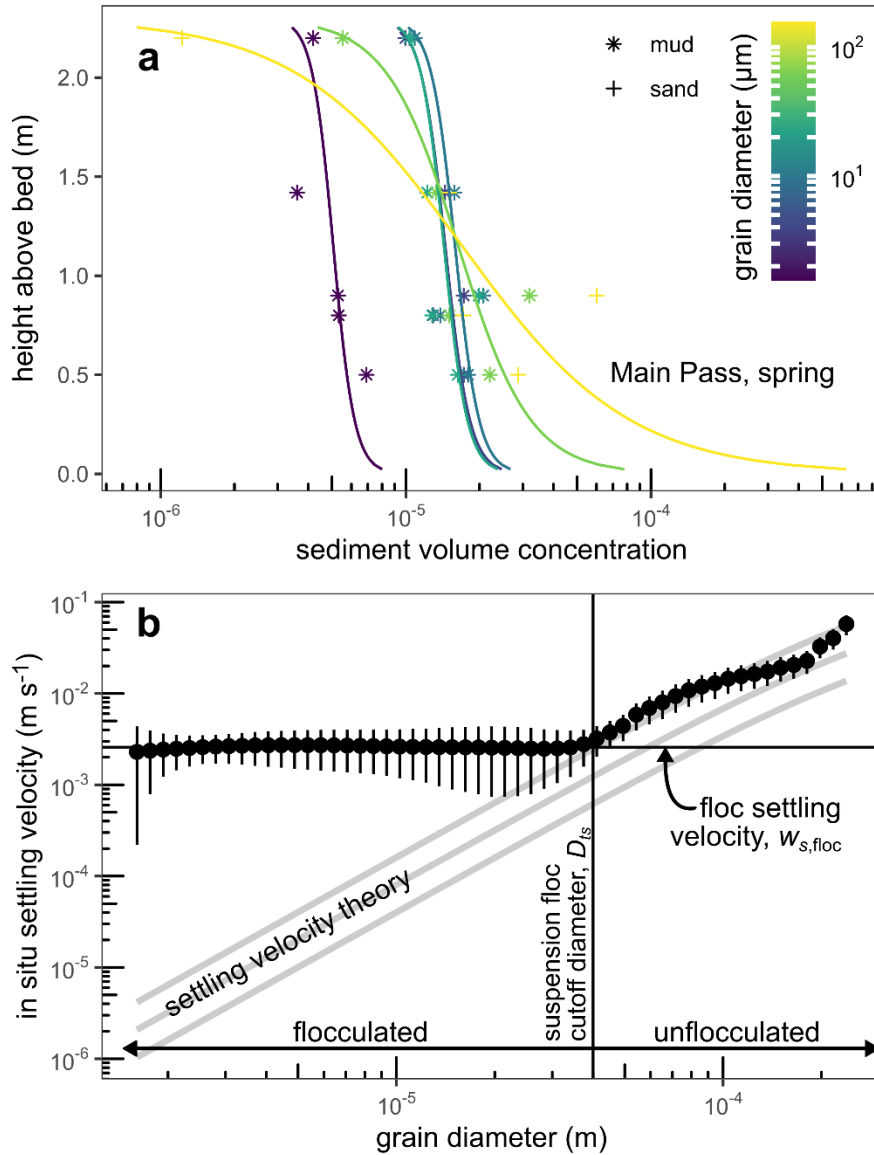 a
mud
sand
grain diameter (µm)
10²
10¹
2.0
1.5
1.0
0.5
0.0
height above bed (m)
Main Pass, spring
10⁻⁶
10⁻⁵
10⁻⁴
sediment volume concentration
b
10⁻¹
10⁻²
10⁻³
10⁻⁴
10⁻⁵
10⁻⁶
in situ settling velocity (m s⁻¹)
floc settling
velocity, wₛ,floc
settling velocity theory
suspension floc
cutoff diameter, Dₜₛ
flocculated
unflocculated
10⁻⁵
10⁻⁴
grain diameter (m)